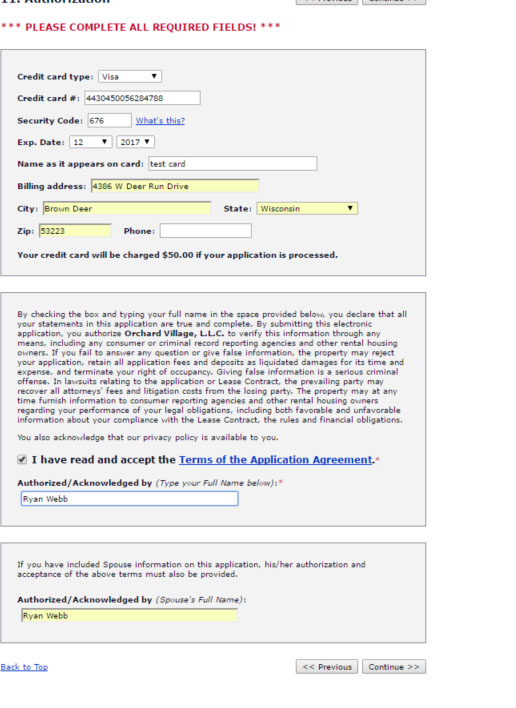 11. Authorization
<< Previous Continue >>
*** PLEASE COMPLETE ALL REQUIRED FIELDS! ***
Credit card type: Visa
Credit card #: 4430450056284788
Security Code: 676 What's this?
Exp. Date: 12 2017
Name as it appears on card: test card
Billing address: 4386 W Deer Run Drive
City: Brown Deer State: Wisconsin
Zip: 53223 Phone:
Your credit card will be charged $50.00 if your application is processed.
By checking the box and typing your full name in the space provided below, you declare that all
your statements in this application are true and complete. By submitting this electronic
application, you authorize Orchard Village, L.L.C. to verify this information through any
means, including any consumer or criminal record reporting agencies and other rental housing
owners. If you fail to answer any question or give false information, the property may reject
your application, retain all application fees and deposits as liquidated damages for its time and
expense, and terminate your right of occupancy. Giving false information is a serious criminal
offense. In lawsuits relating to the application or Lease Contract, the prevailing party may
recover all attorneys' fees and litigation costs from the losing party. The property may at any
time furnish information to consumer reporting agencies and other rental housing owners
regarding your performance of your legal obligations, including both favorable and unfavorable
information about your compliance with the Lease Contract, the rules and financial obligations.
You also acknowledge that our privacy policy is available to you.
I have read and accept the Terms of the Application Agreement.*
Authorized/Acknowledged by (Type your Full Name below):*
Ryan Webb
If you have included Spouse information on this application, his/her authorization and
acceptance of the above terms must also be provided.
Authorized/Acknowledged by (Spouse's Full Name):
Ryan Webb
Back to Top << Previous Continue >>